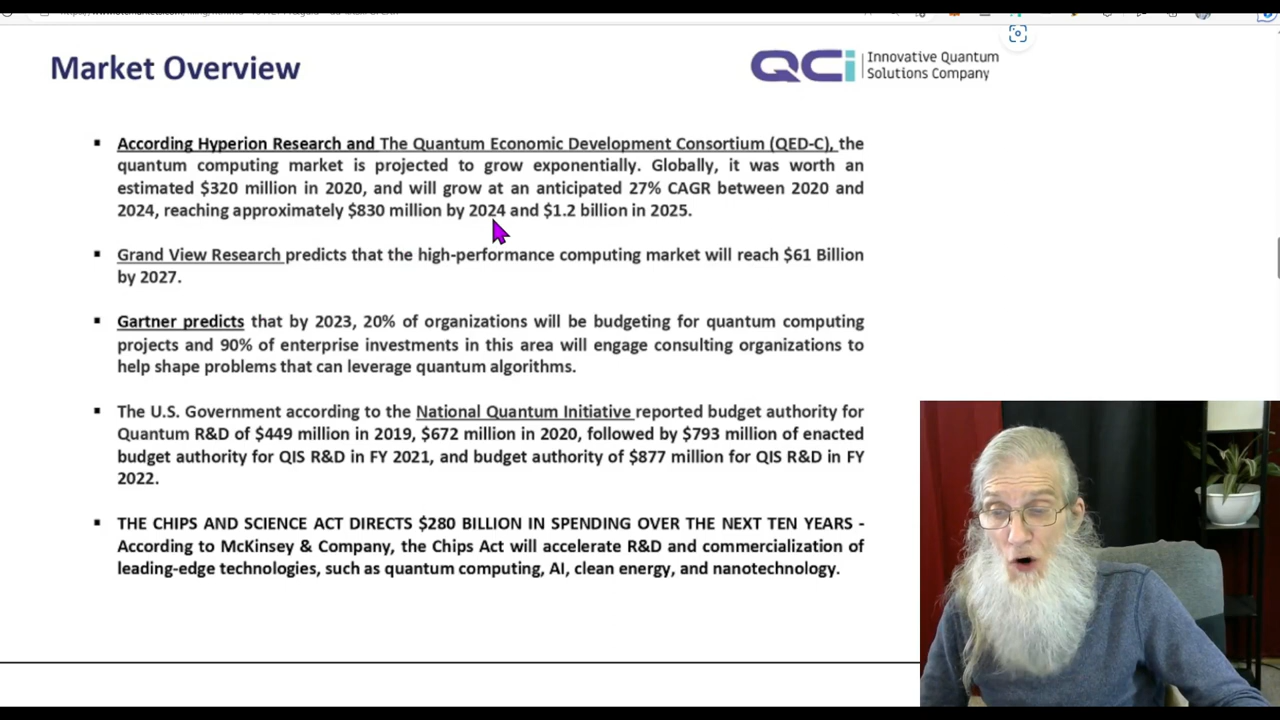 Market Overview
QCi
Innovative Quantum
Solutions Company
▪ According Hyperion Research and The Quantum Economic Development Consortium (QED-C), the
quantum computing market is projected to grow exponentially. Globally, it was worth an
estimated $320 million in 2020, and will grow at an anticipated 27% CAGR between 2020 and
2024, reaching approximately $830 million by 2024 and $1.2 billion in 2025.
▪ Grand View Research predicts that the high-performance computing market will reach $61 Billion
by 2027.
▪ Gartner predicts that by 2023, 20% of organizations will be budgeting for quantum computing
projects and 90% of enterprise investments in this area will engage consulting organizations to
help shape problems that can leverage quantum algorithms.
▪ The U.S. Government according to the National Quantum Initiative reported budget authority for
Quantum R&D of $449 million in 2019, $672 million in 2020, followed by $793 million of enacted
budget authority for QIS R&D in FY 2021, and budget authority of $877 million for QIS R&D in FY
2022.
▪ THE CHIPS AND SCIENCE ACT DIRECTS $280 BILLION IN SPENDING OVER THE NEXT TEN YEARS -
According to McKinsey & Company, the Chips Act will accelerate R&D and commercialization of
leading-edge technologies, such as quantum computing, AI, clean energy, and nanotechnology.